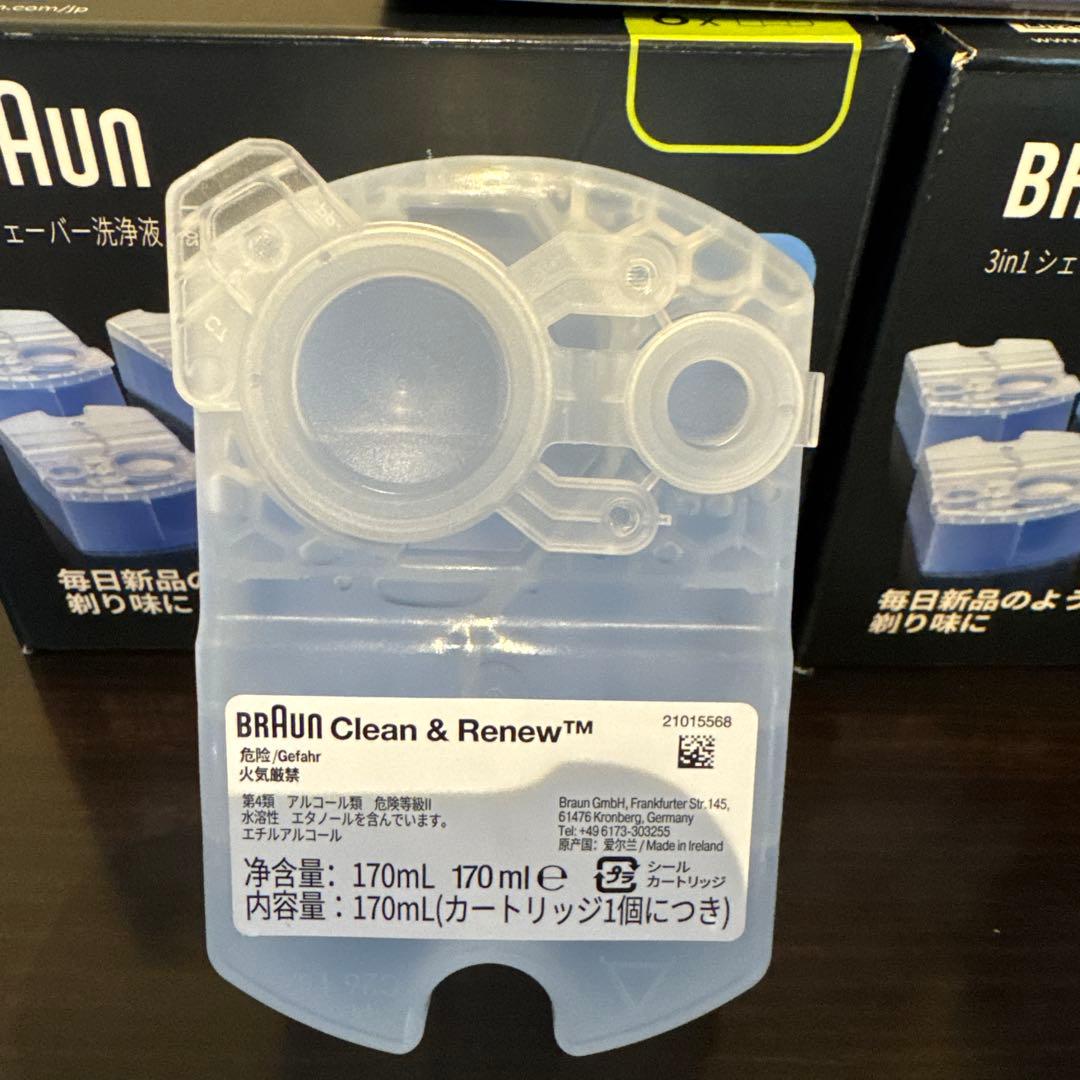 BRAUN
3in1 シェ
毎日新品のよう
剃り味に
毎日新品の
剃り味に
ェーバー洗浄液
BRAUN Clean & Renew™
21015568
危险/Gefahr
火気厳禁
第4類 アルコール類 危険等級II
水溶性 エタノールを含んでいます。
エチルアルコール
Braun GmbH, Frankfurter Str. 145,
61476 Kronberg, Germany
Tel: +49 6173-303255
原产国：爱尔兰/Made in Ireland
净含量：170mL 170 ml ℮
プラ
シール
カートリッジ
内容量：170mL(カートリッジ1個につき)